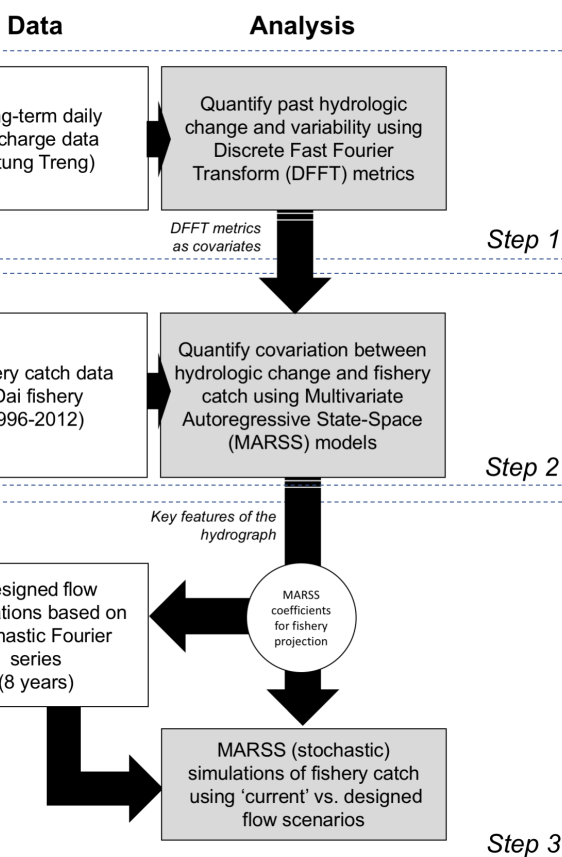 Data
Analysis
ng-term daily
charge data
tung Treng)
Quantify past hydrologic
change and variability using
Discrete Fast Fourier
Transform (DFFT) metrics
DFFT metrics
as covariates
Step 1
ery catch data
Dai fishery
996-2012)
Quantify covariation between
hydrologic change and fishery
catch using Multivariate
Autoregressive State-Space
(MARSS) models
Step 2
Key features of the
hydrograph
MARSS
coefficients
for fishery
projection
esigned flow
ations based on
hastic Fourier
series
(8 years)
MARSS (stochastic)
simulations of fishery catch
using ‘current’ vs. designed
flow scenarios
Step 3